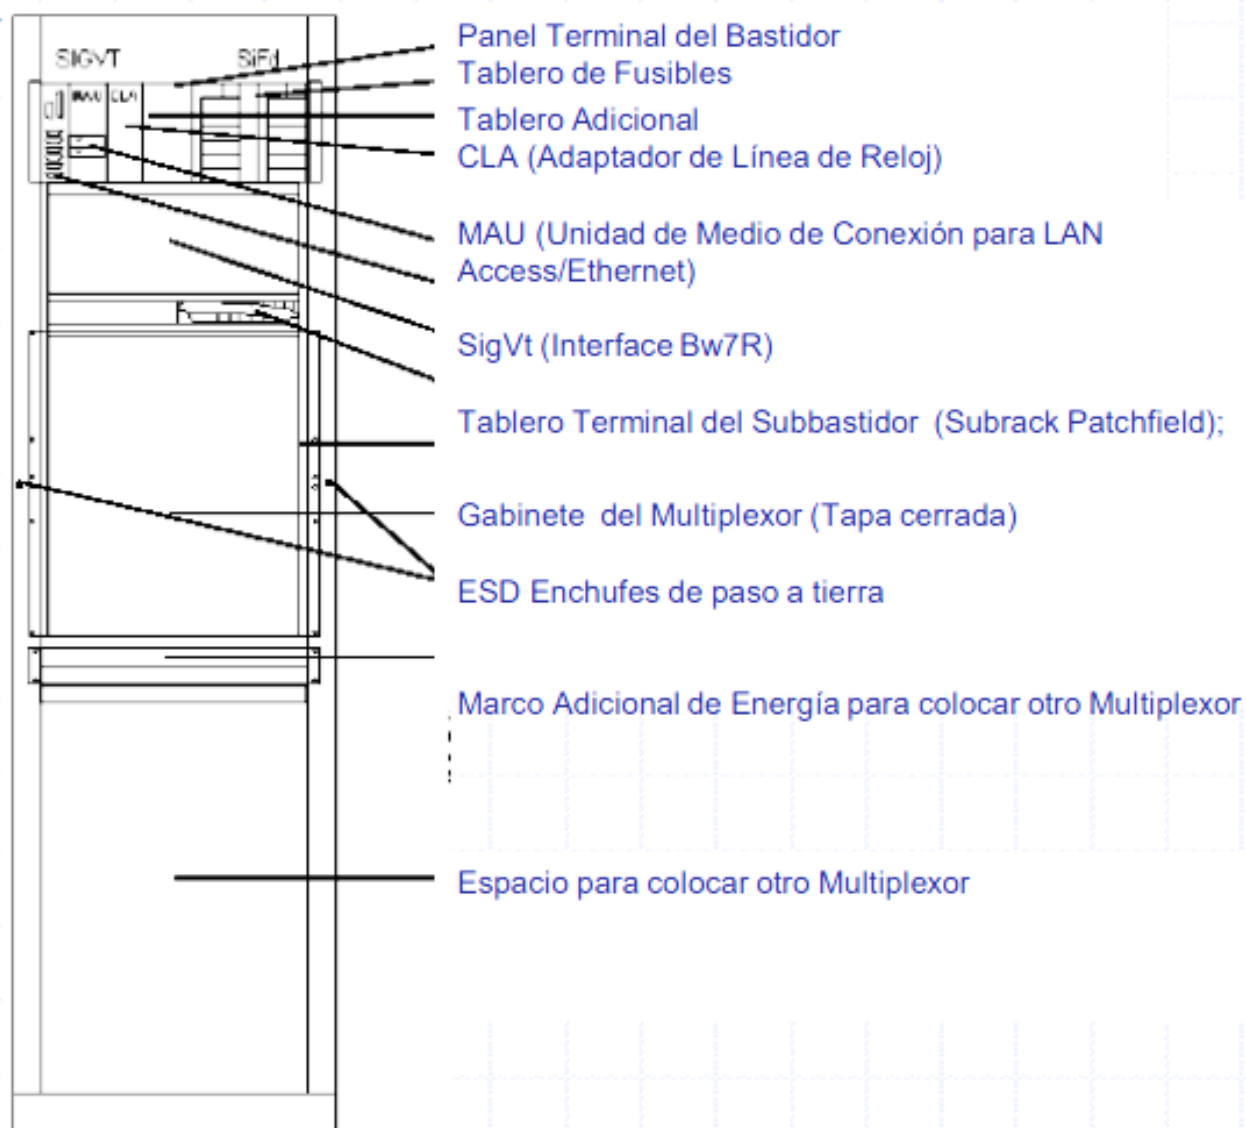 SIGVT
SiFd
MAU
CLA
Panel Terminal del Bastidor
Tablero de Fusibles
Tablero Adicional
CLA (Adaptador de Línea de Reloj)
MAU (Unidad de Medio de Conexión para LAN
Access/Ethernet)
SigVt (Interface Bw7R)
Tablero Terminal del Subbastidor (Subrack Patchfield);
Gabinete del Multiplexor (Tapa cerrada)
ESD Enchufes de paso a tierra
Marco Adicional de Energía para colocar otro Multiplexor
Espacio para colocar otro Multiplexor